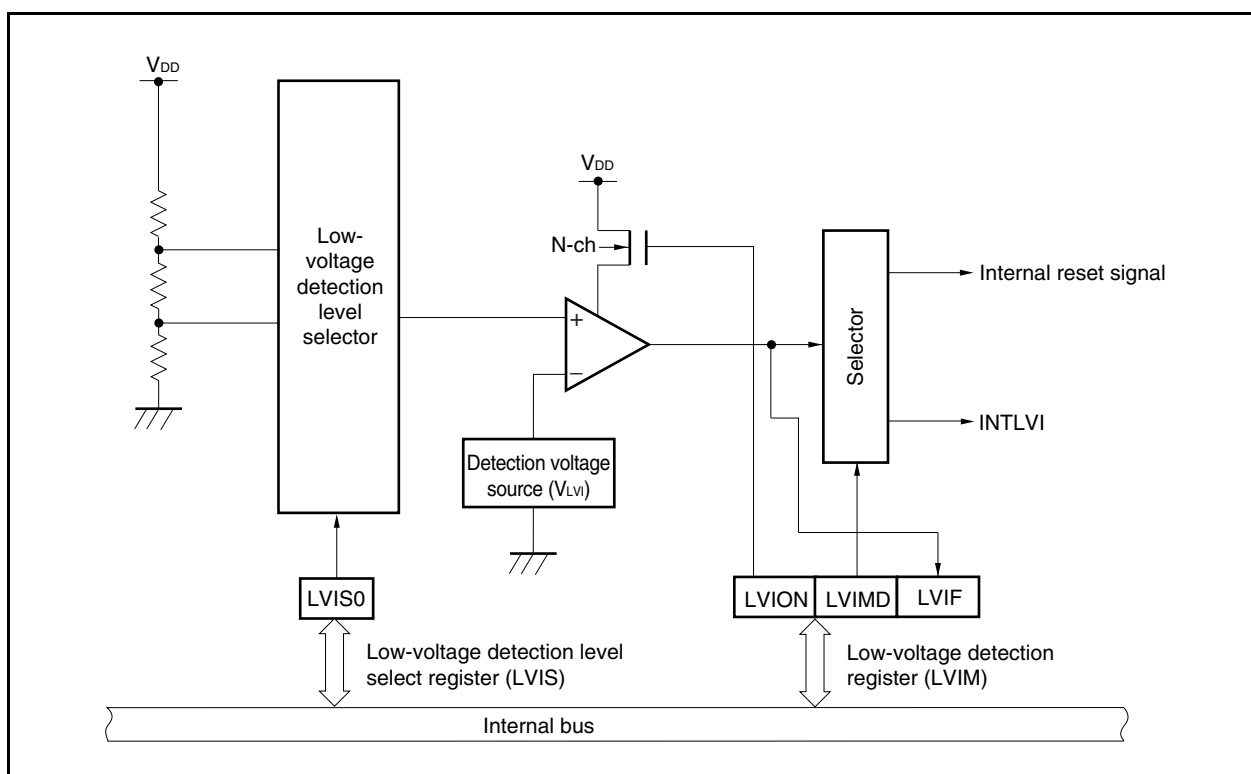 VDD
Low-
voltage
detection
level
selector
VDD
N-ch
+
−
Detection voltage
source (VLVI)
Selector
Internal reset signal
INTLVI
LVIS0
LVION
LVIMD
LVIF
Low-voltage detection level
select register (LVIS)
Low-voltage detection
register (LVIM)
Internal bus